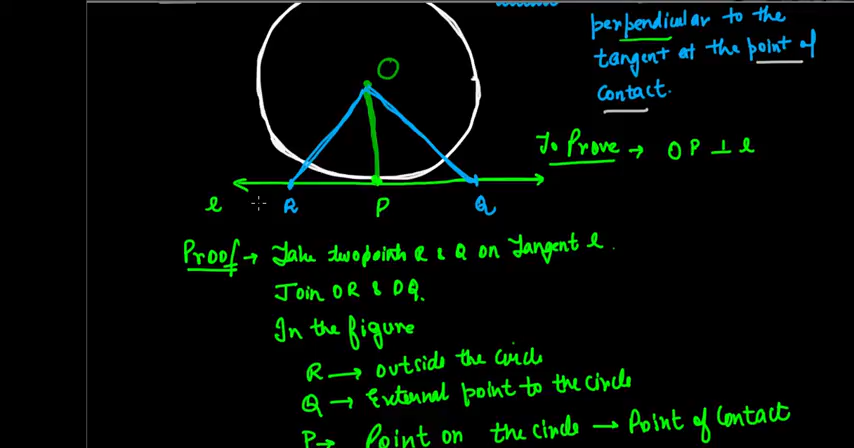 perpendicular to the
tangent at the point of
contact.
O
To Prove → OP ⊥ l
l
R
P
Q
Proof → Take two points R & Q on Tangent l.
Join OR & OQ.
In the figure
R → outside the circle
Q → External point to the circle
P → Point on the circle → Point of Contact